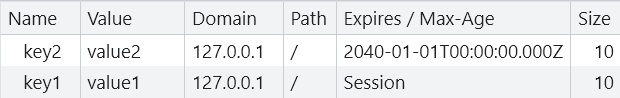 Name Value Domain Path Expires / Max-Age Size
key2 value2 127.0.0.1 / 2040-01-01T00:00:00.000Z 10
key1 value1 127.0.0.1 / Session 10